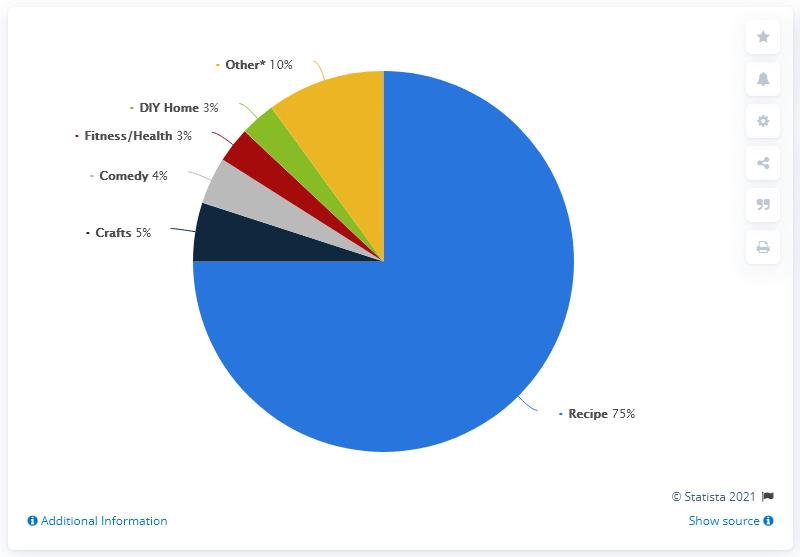 Other* 10%
DIY Home 3%
Fitness/Health 3%
Comedy 4%
Crafts 5%
Recipe 75%
© Statista 2021
Additional Information
Show source